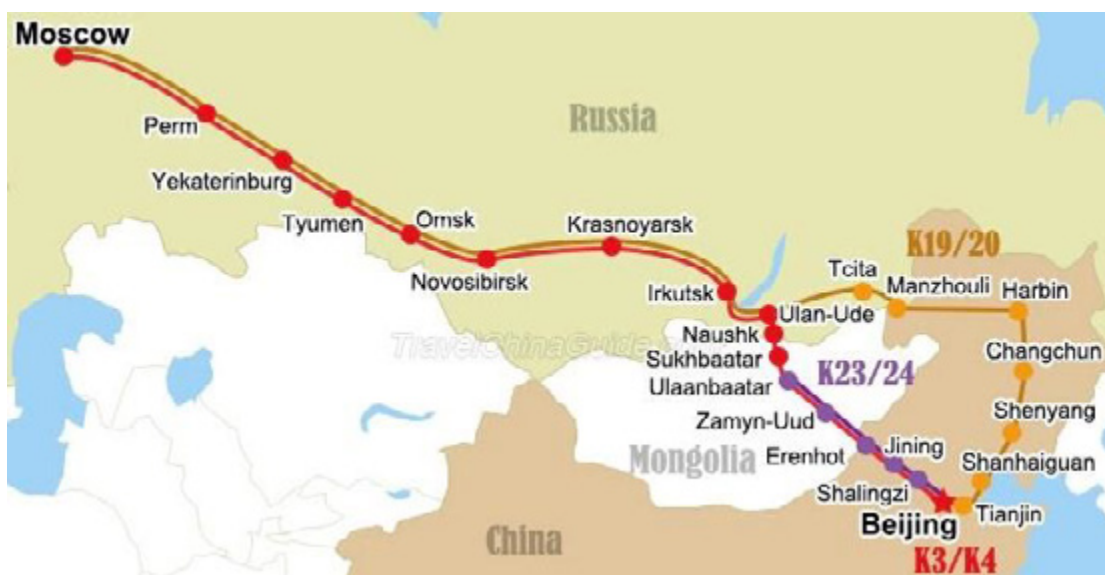 Moscow
Perm
Russia
Yekaterinburg
Tyumen
Omsk
Krasnoyarsk
K19/20
Novosibirsk
Tcita
Manzhouli
Harbin
Irkutsk
Ulan-Ude
Naushk
TravelChinaGuide
Sukhbaatar
Changchun
Ulaanbaatar
K23/24
Zamyn-Uud
Shenyang
Erenhot
Jining
Mongolia
Shanhaiguan
Shalingzi
Beijing
Tianjin
China
K3/K4